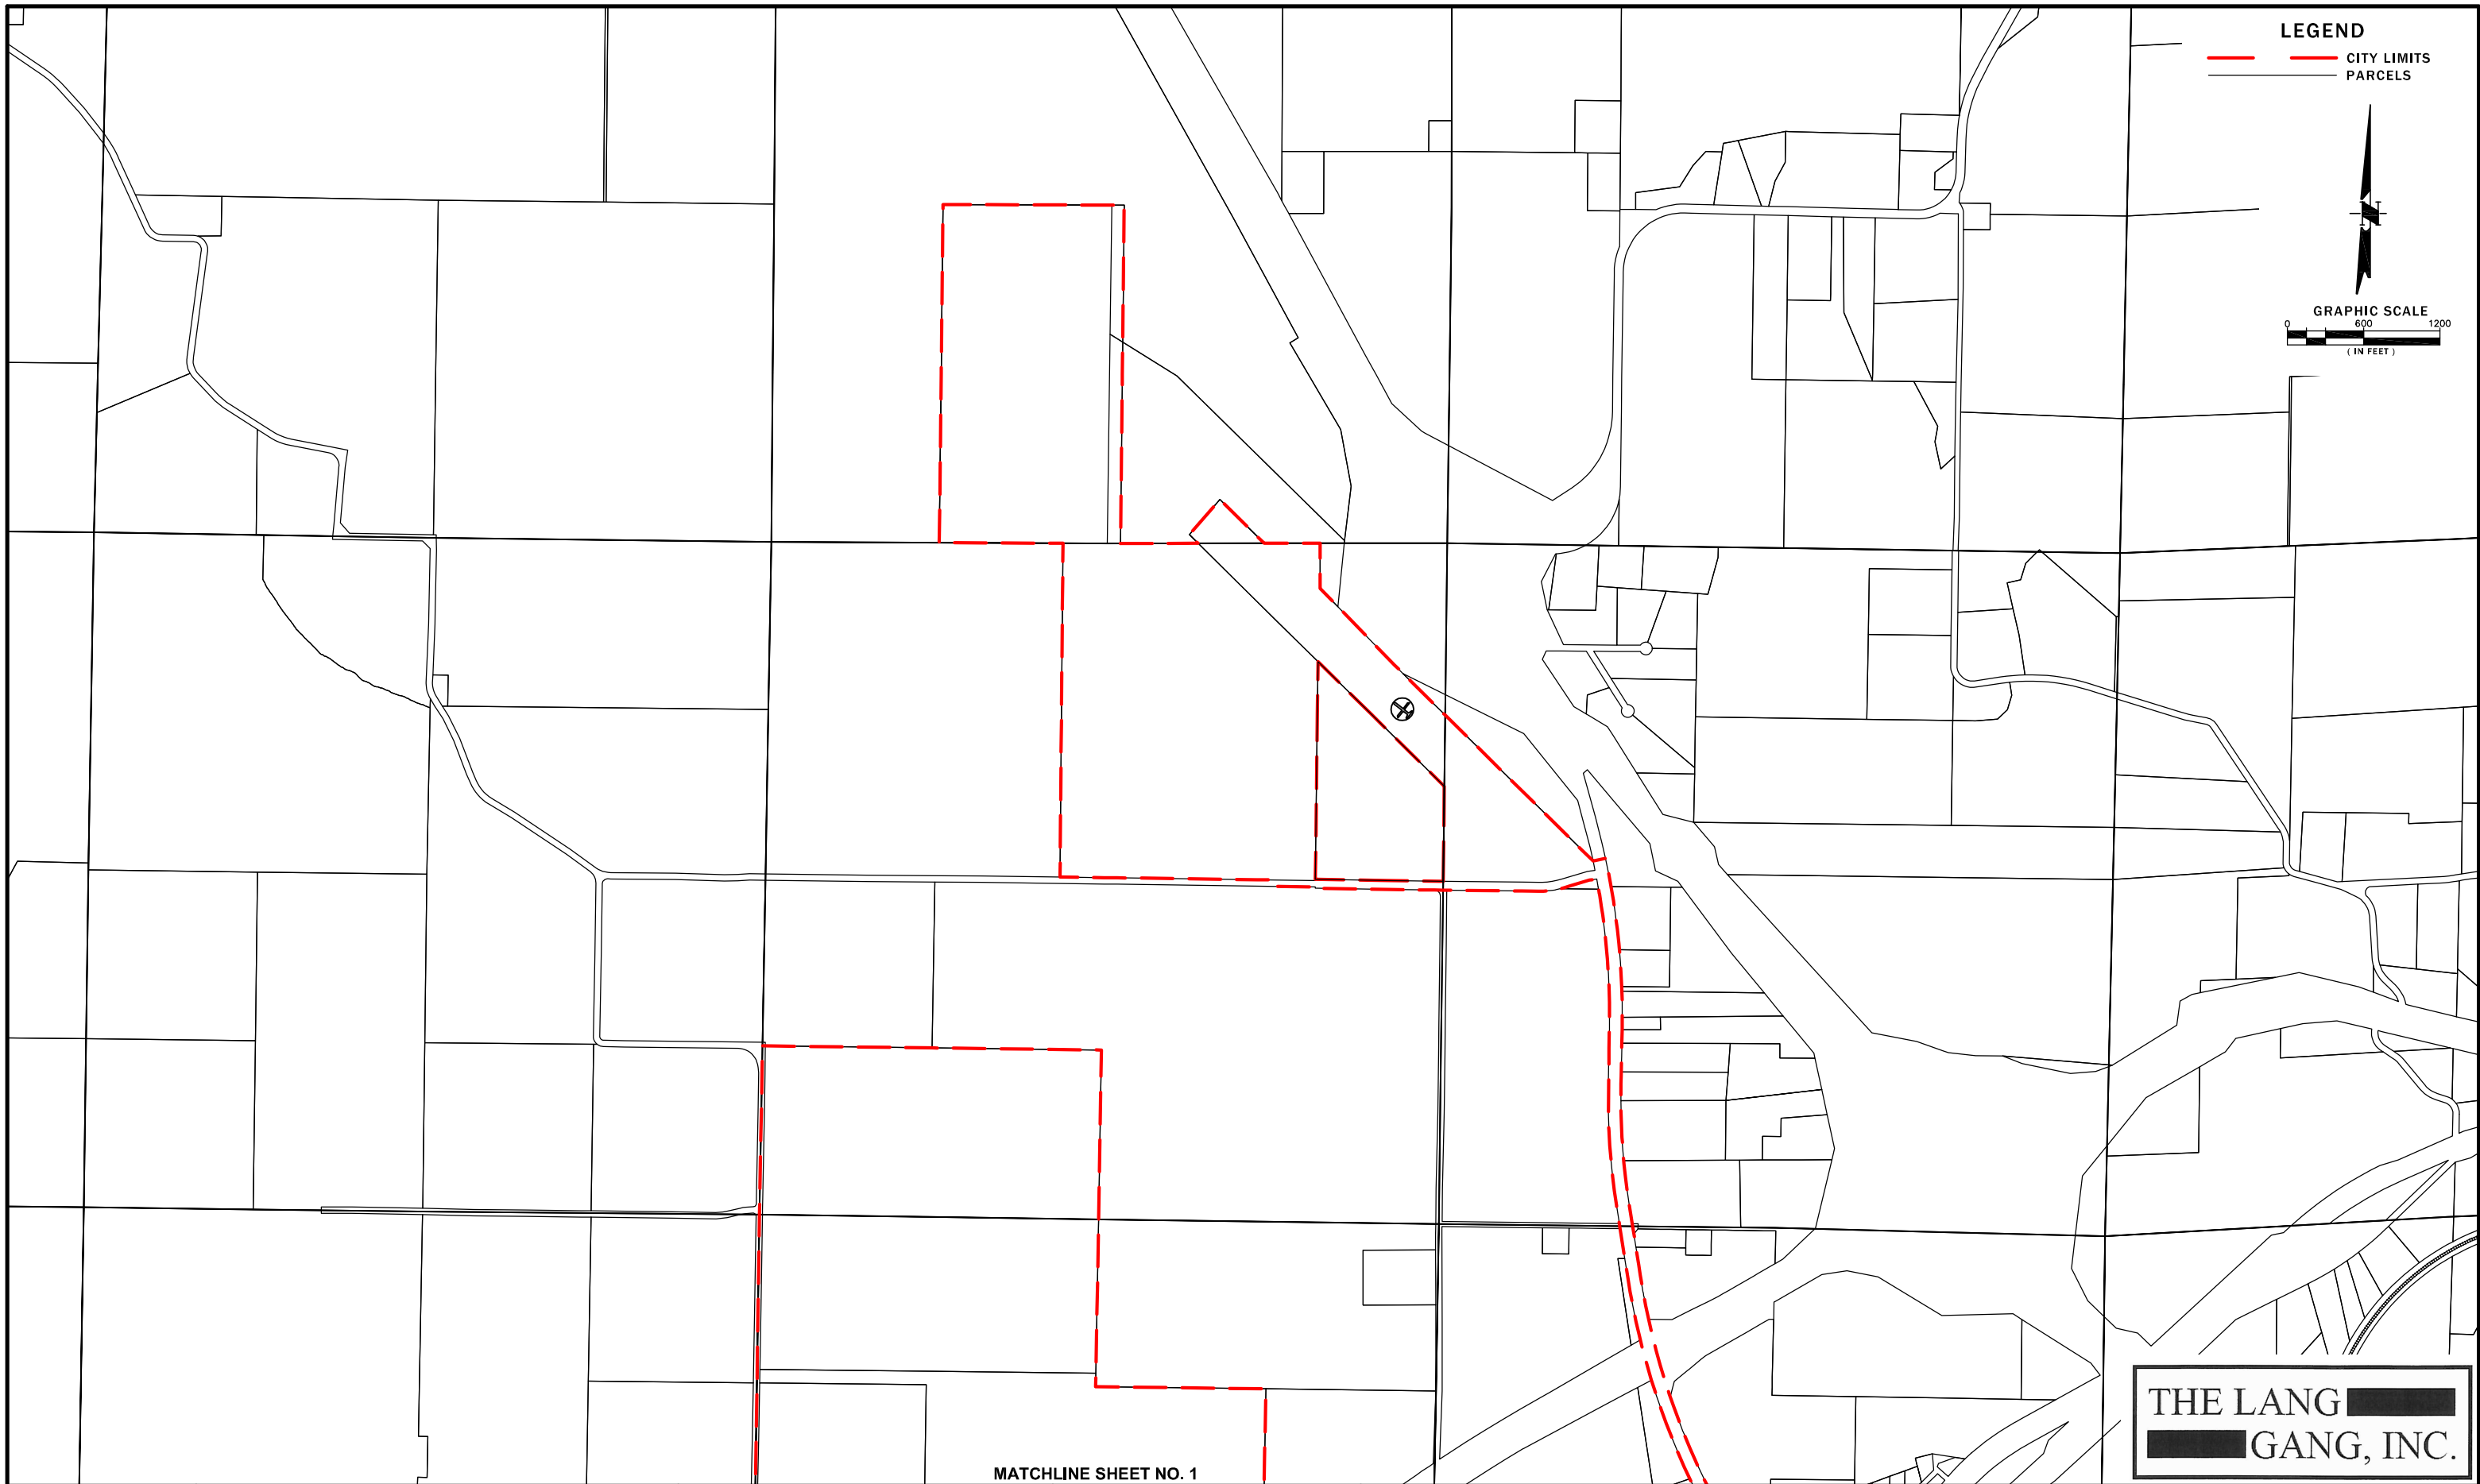 LEGEND
CITY LIMITS
PARCELS
N
GRAPHIC SCALE
0 600 1200
( IN FEET )
THE LANG
GANG, INC.
MATCHLINE SHEET NO. 1